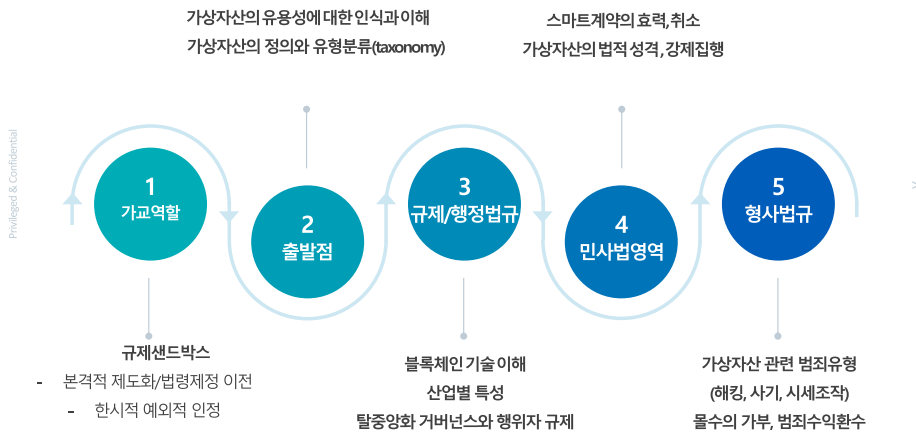 가상자산의 유용성에 대한 인식과 이해
가상자산의 정의와 유형분류(taxonomy)
스마트계약의 효력, 취소
가상자산의 법적 성격, 강제집행
Privileged & Confidential
1
가교역할
2
출발점
3
규제/행정법규
4
민사법영역
5
형사법규
>
규제샌드박스
- 본격적 제도화/법령제정 이전
- 한시적 예외적 인정
블록체인 기술 이해
산업별 특성
탈중앙화 거버넌스와 행위자 규제
가상자산 관련 범죄유형
(해킹, 사기, 시세조작)
몰수의 가부, 범죄수익환수